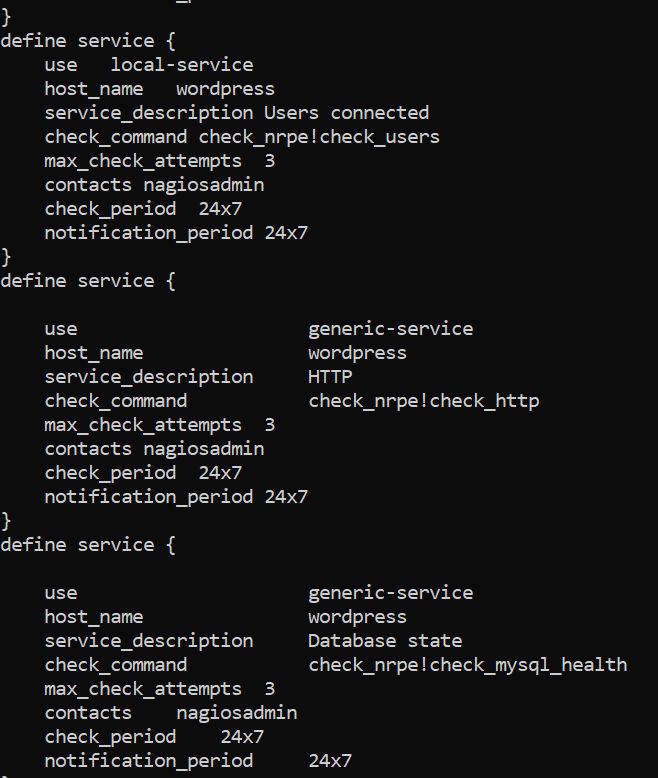 }
define service {
    use   local-service
    host_name   wordpress
    service_description Users connected
    check_command check_nrpe!check_users
    max_check_attempts  3
    contacts nagiosadmin
    check_period  24x7
    notification_period 24x7
}
define service {
    use                     generic-service
    host_name               wordpress
    service_description     HTTP
    check_command           check_nrpe!check_http
    max_check_attempts  3
    contacts nagiosadmin
    check_period  24x7
    notification_period 24x7
}
define service {
    use                     generic-service
    host_name               wordpress
    service_description     Database state
    check_command           check_nrpe!check_mysql_health
    max_check_attempts  3
    contacts    nagiosadmin
    check_period    24x7
    notification_period     24x7